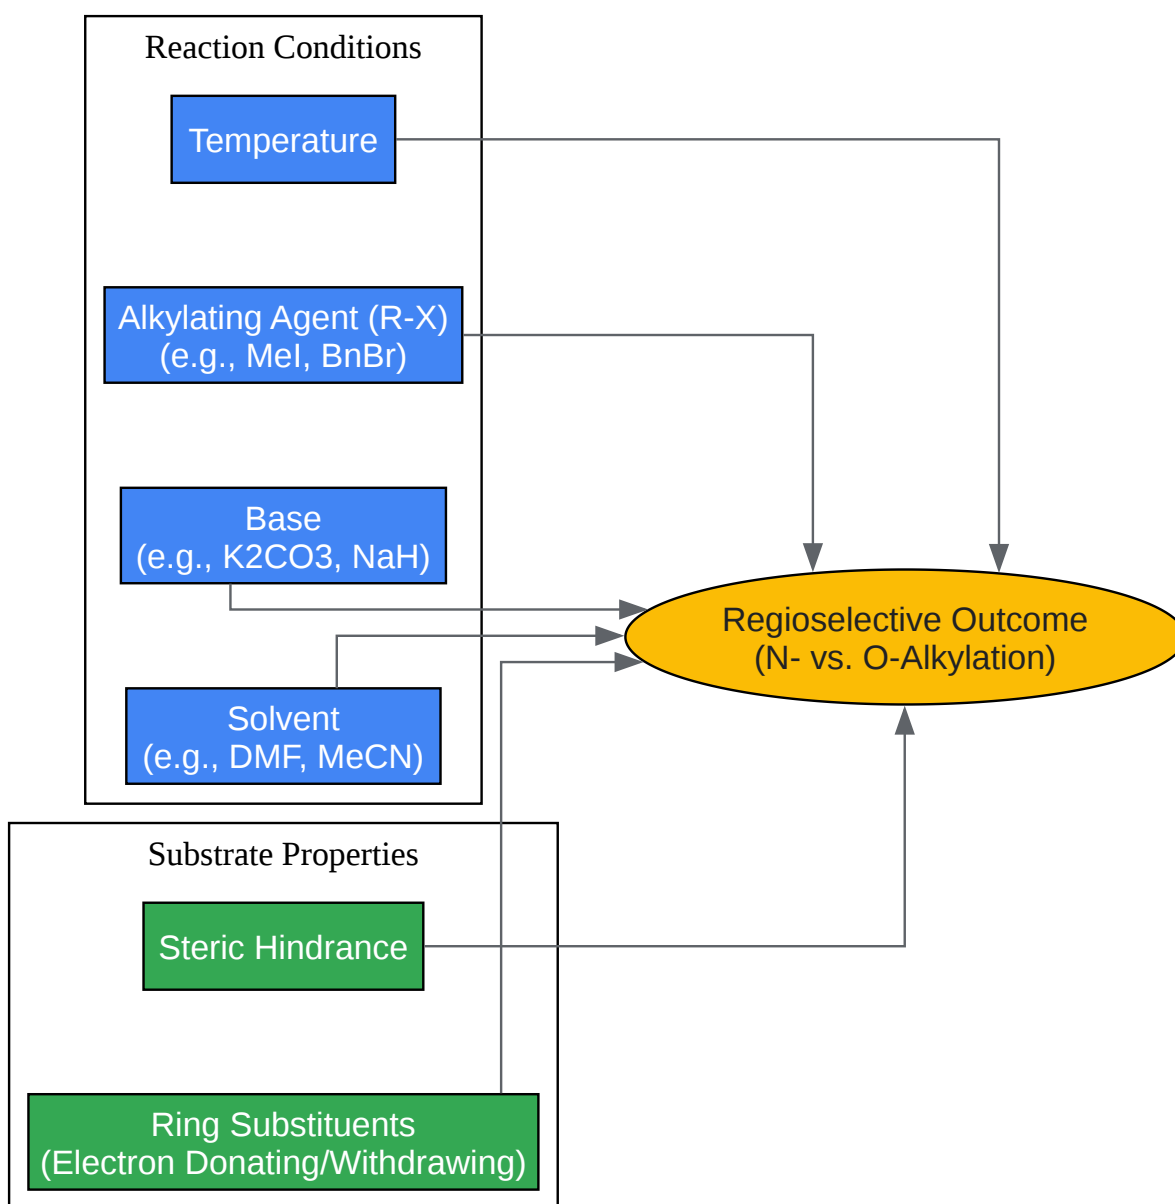 Reaction Conditions
Temperature
Alkylating Agent (R-X)
(e.g., MeI, BnBr)
Base
(e.g., K2CO3, NaH)
Solvent
(e.g., DMF, MeCN)
Regioselective Outcome
(N- vs. O-Alkylation)
Substrate Properties
Steric Hindrance
Ring Substituents
(Electron Donating/Withdrawing)